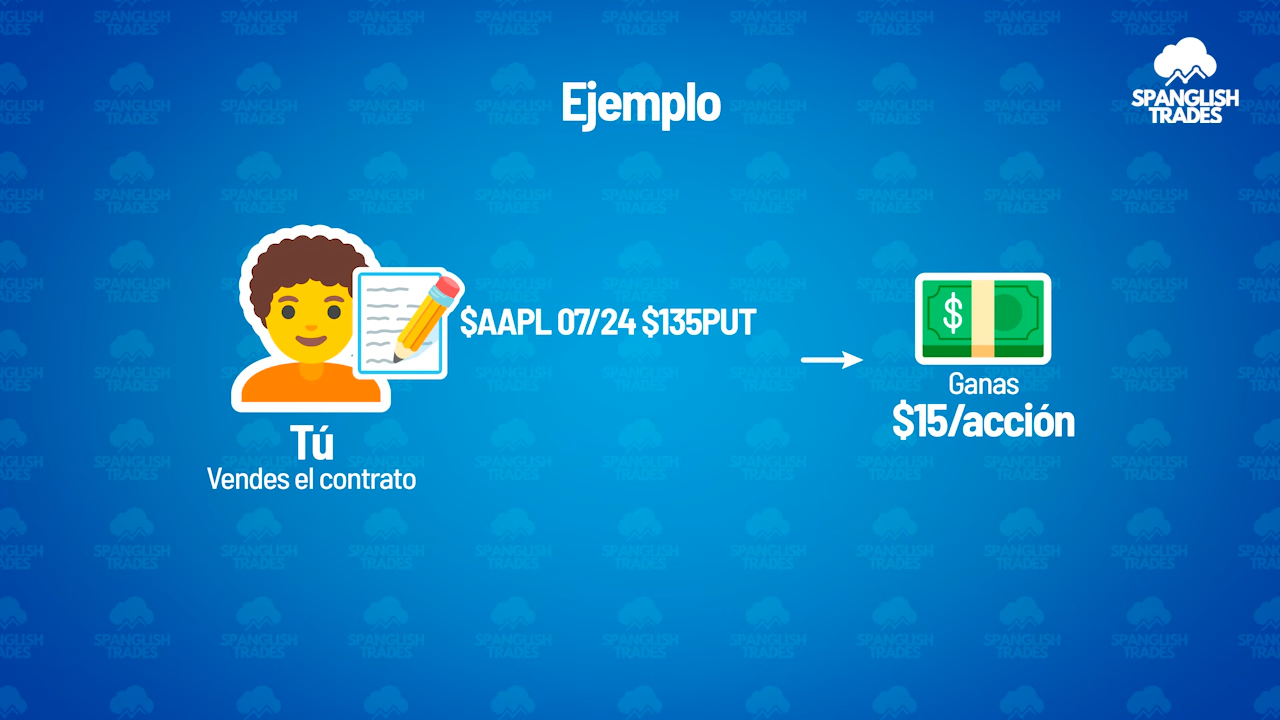 Ejemplo
SPANGLISH
TRADES
$AAPL 07/24 $135PUT
Tú
Vendes el contrato
Ganas
$15/acción